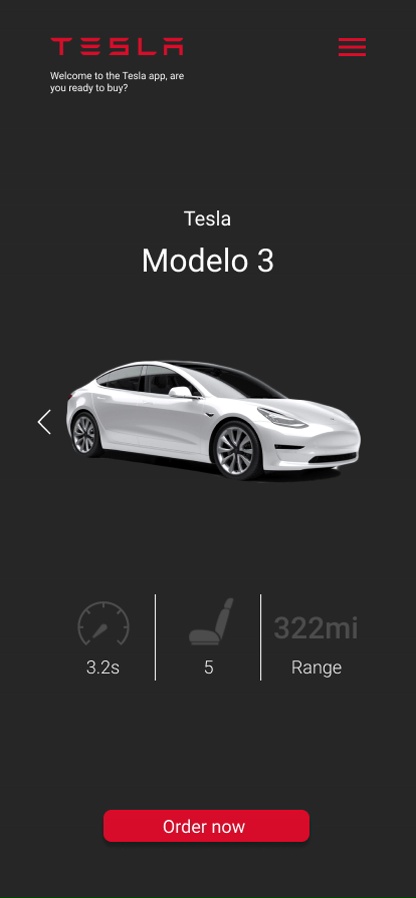 TESLA
Welcome to the Tesla app, are
you ready to buy?
Tesla
Modelo 3
322mi
3.2s
5
Range
Order now